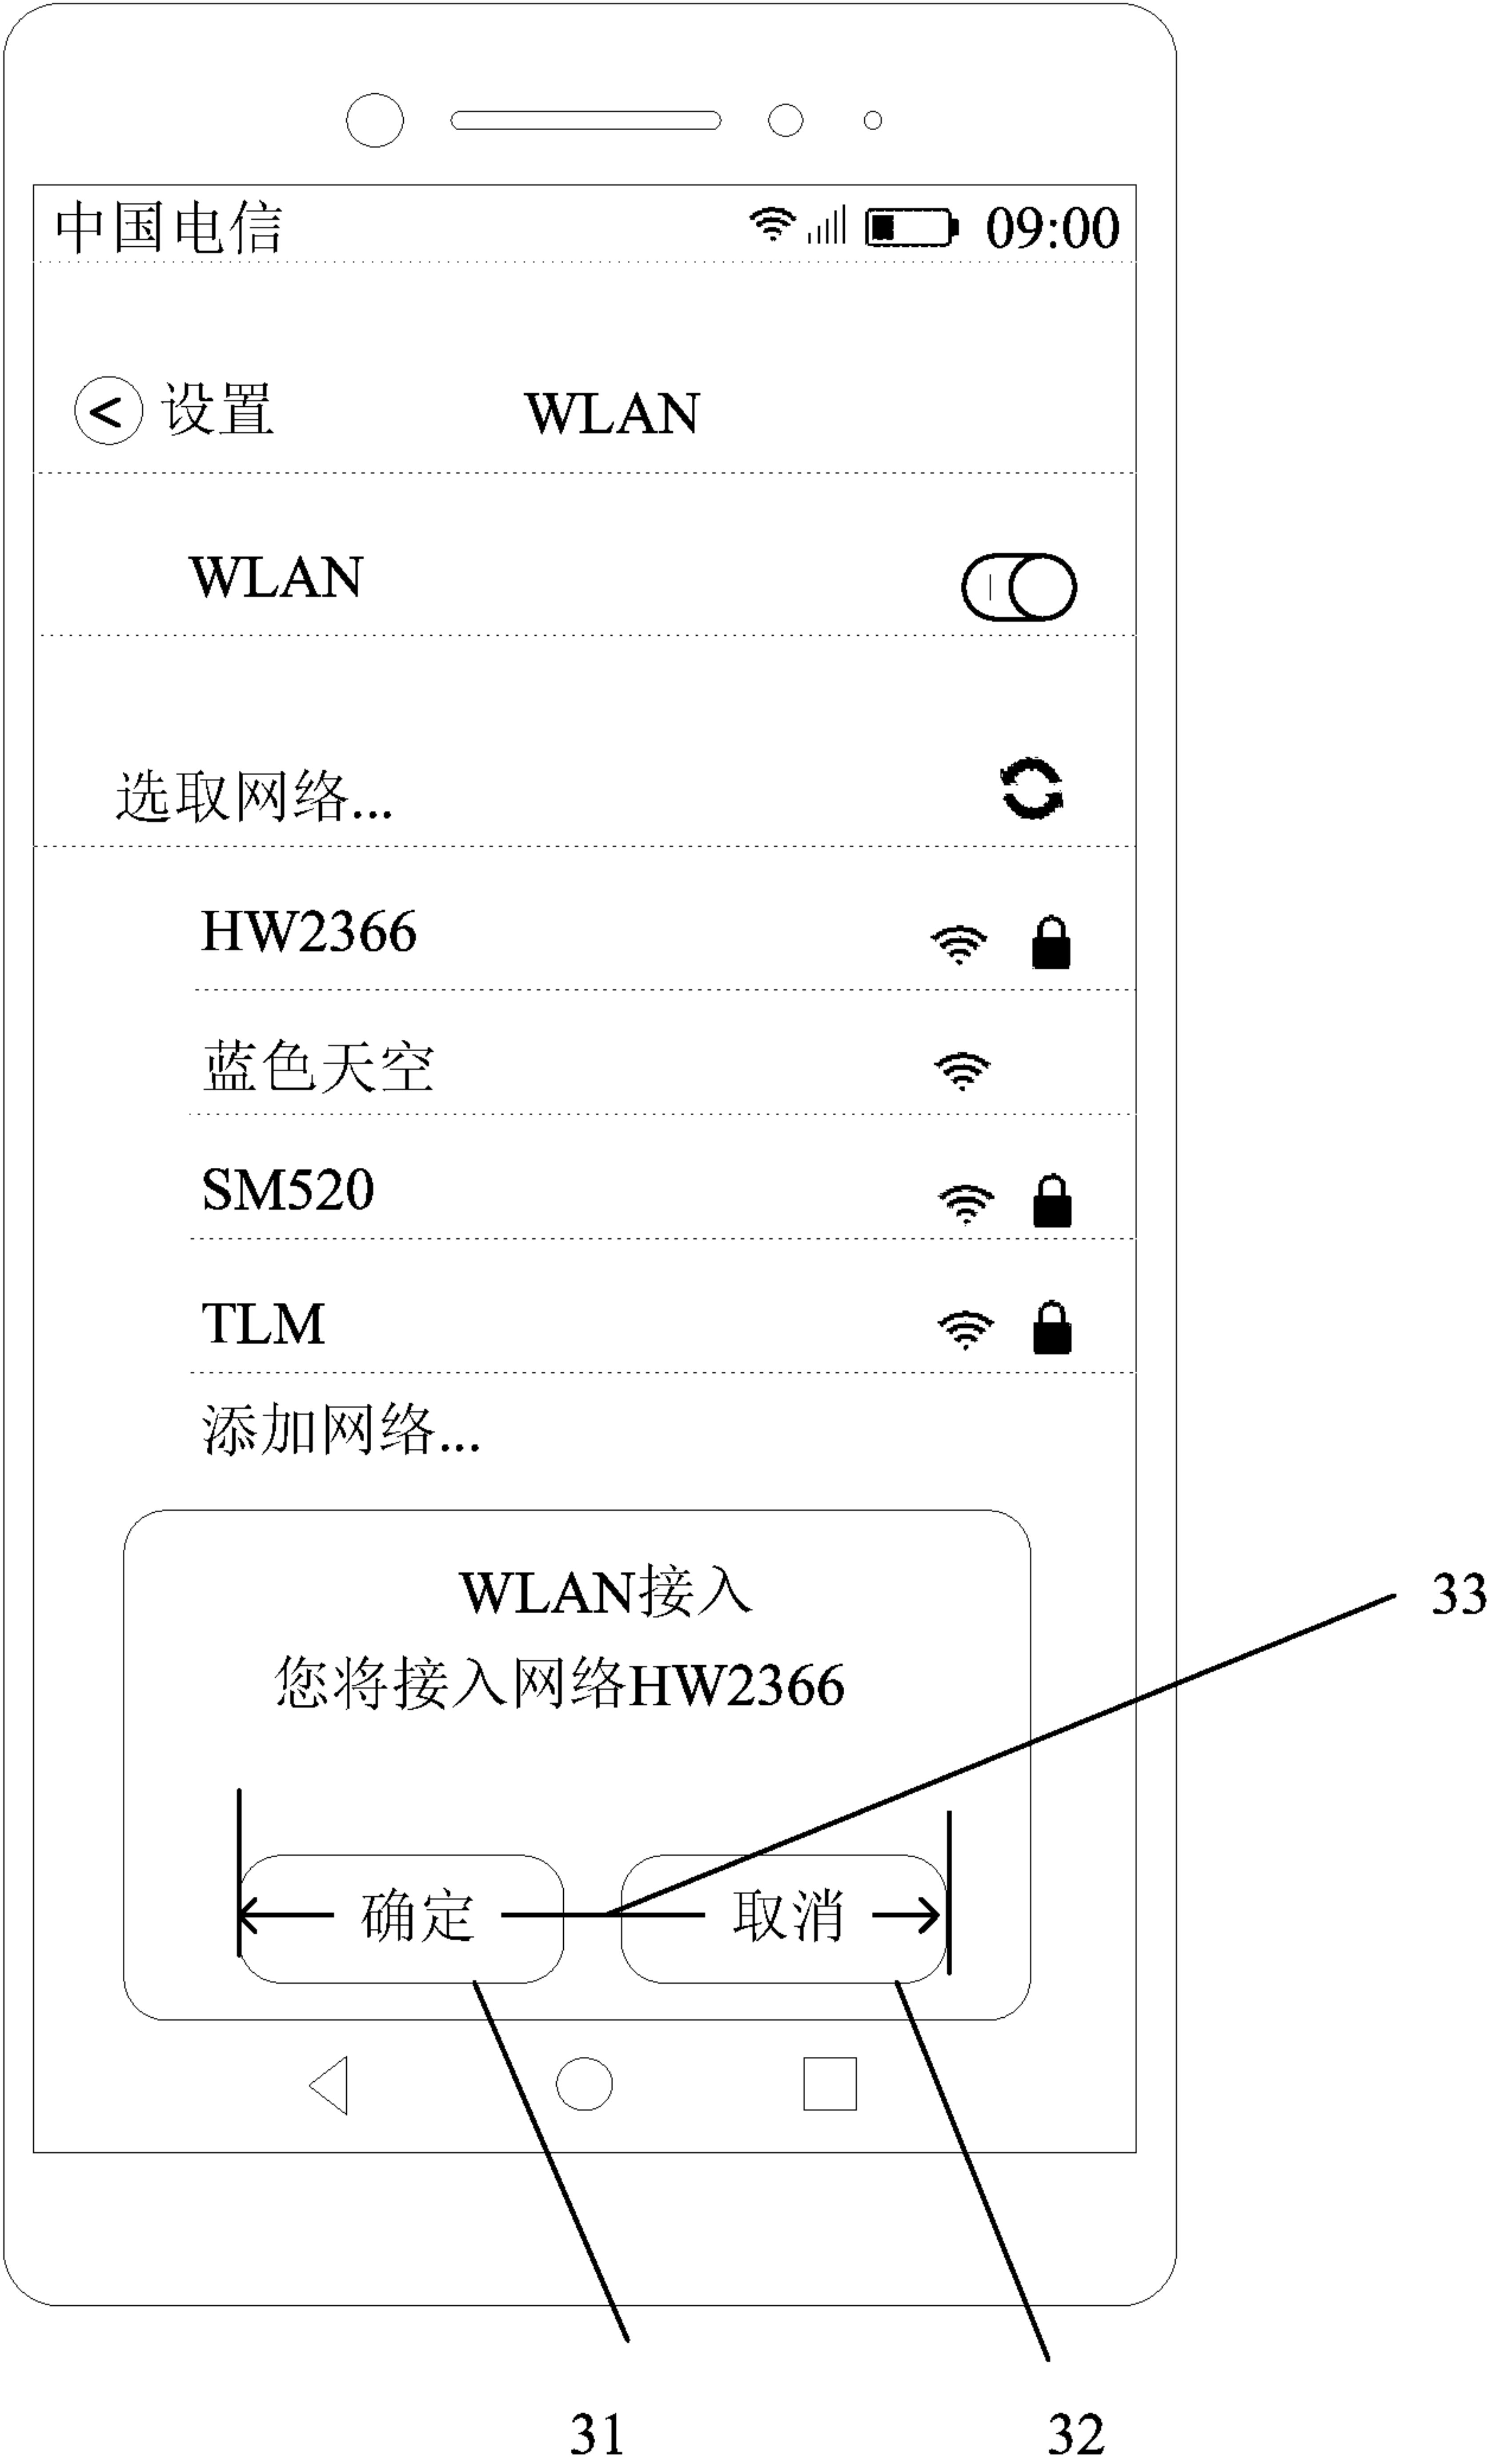 中国电信 09:00
< 设置 WLAN
WLAN
选取网络...
HW2366
蓝色天空
SM520
TLM
添加网络...
WLAN接入
33
您将接入网络HW2366
确定 取消
31 32